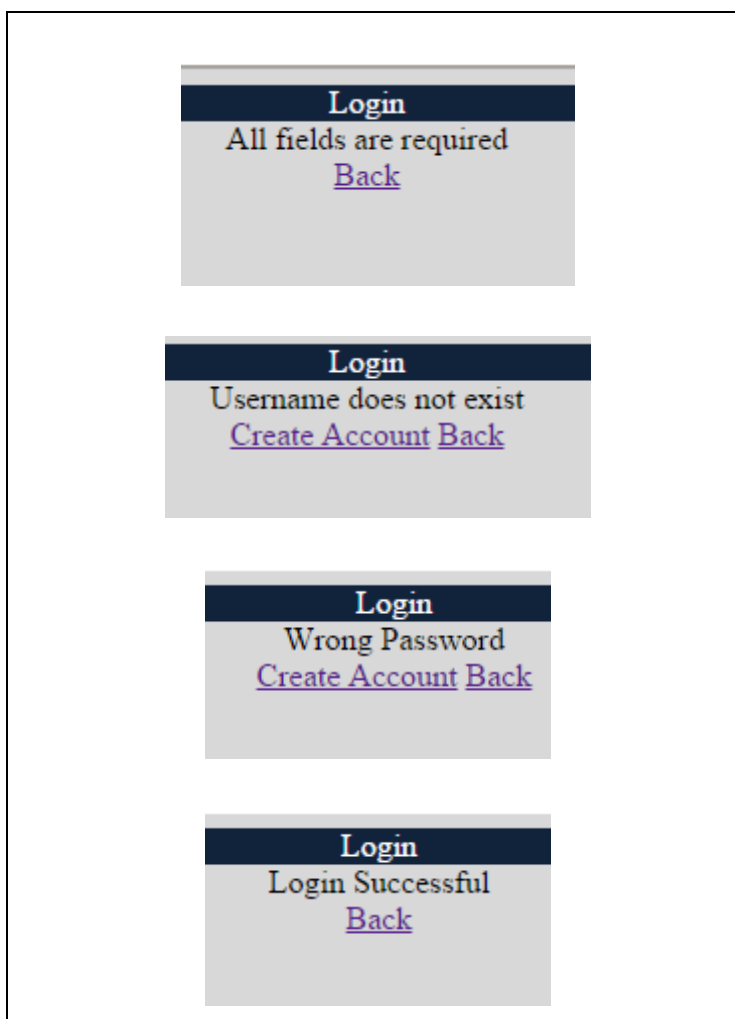 Login
All fields are required
Back
Login
Username does not exist
Create Account Back
Login
Wrong Password
Create Account Back
Login
Login Successful
Back